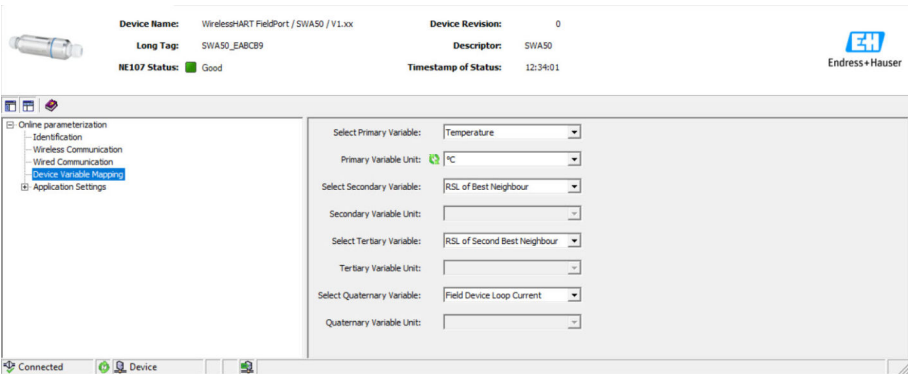 Device Name: WirelessHART FieldPort / SWA50 / V1.xx Device Revision: 0
Long Tag: SWA50_EABCB9 Descriptor: SWA50
NE107 Status: Good Timestamp of Status: 12:34:01
EH
Endress+Hauser
Online parameterization
Identification
Wireless Communication
Wired Communication
Device Variable Mapping
Application Settings
Select Primary Variable: Temperature
Primary Variable Unit: °C
Select Secondary Variable: RSL of Best Neighbour
Secondary Variable Unit:
Select Tertiary Variable: RSL of Second Best Neighbour
Tertiary Variable Unit:
Select Quaternary Variable: Field Device Loop Current
Quaternary Variable Unit:
Connected Device